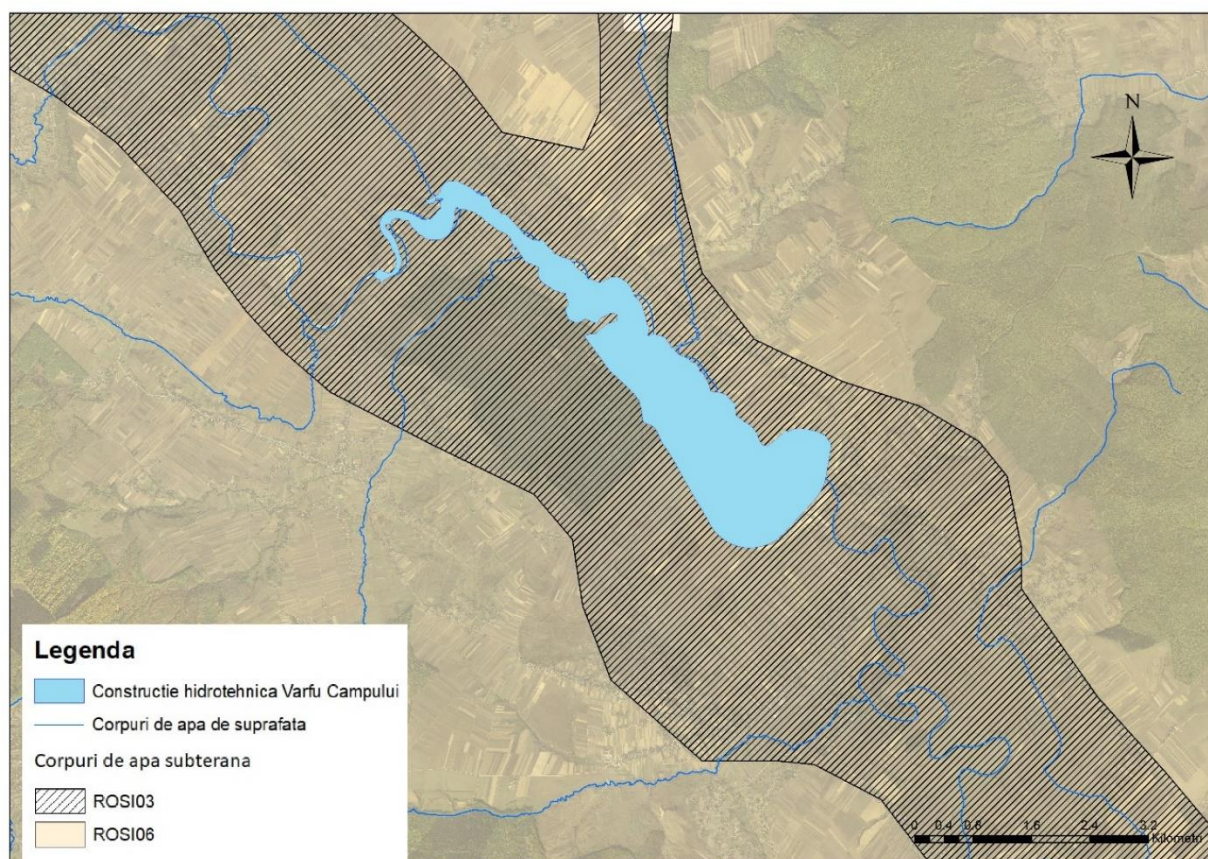 N
Legenda
Constructie hidrotehnica Varfu Campului
Corpuri de apa de suprafata
Corpuri de apa subterana
ROSI03
ROSI06
0 0.4 0.8 1.6 2.4 3.2
Kilometo